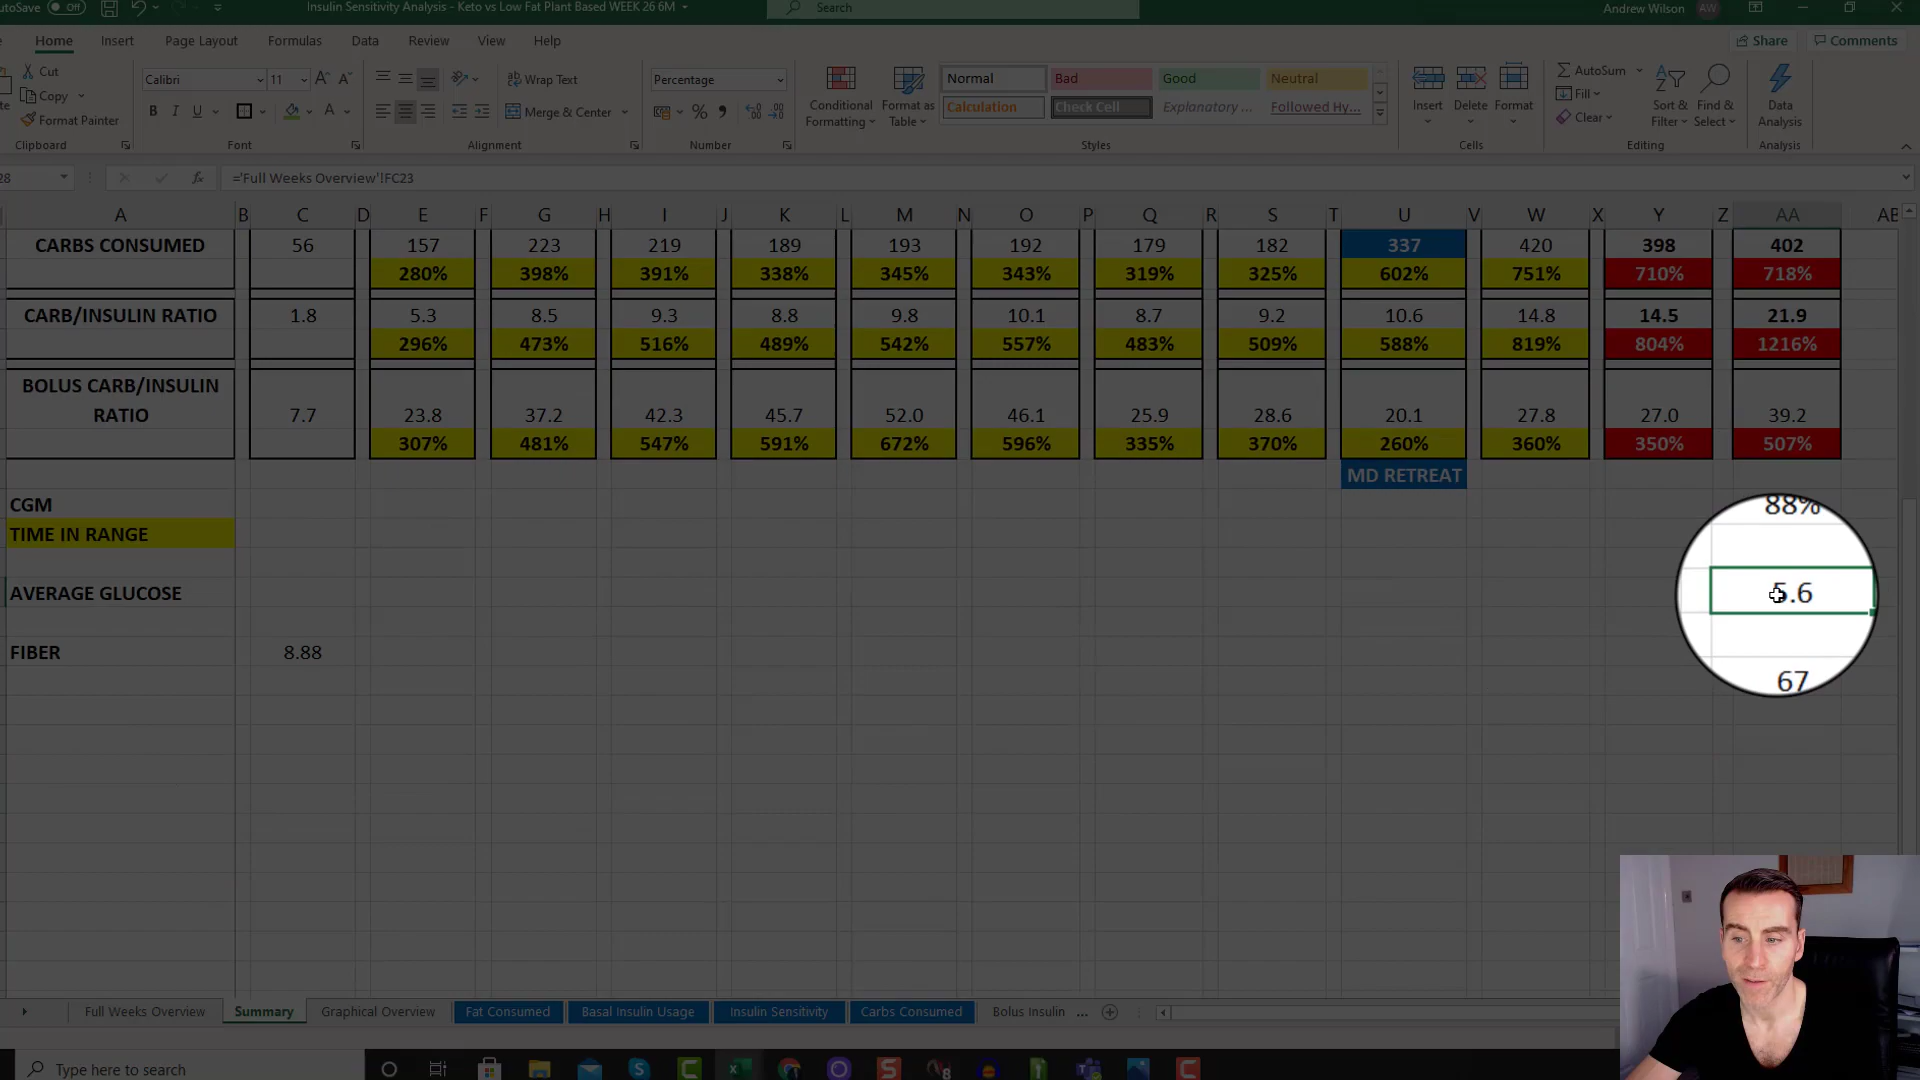 AutoSave Off
Insulin Sensitivity Analysis - Keto vs Low Fat Plant Based WEEK 26 6M
Search
Andrew Wilson AW
Home Insert Page Layout Formulas Data Review View Help
Share Comments
Cut
Copy
Format Painter
Clipboard
Calibri 11
B I U A
Font
Wrap Text
Merge & Center
Alignment
Percentage
Number
Conditional Formatting
Format as Table
Normal Bad Good Neutral
Calculation Check Cell Explanatory ... Followed Hy...
Styles
Insert Delete Format
Cells
AutoSum
Fill
Clear
Sort & Filter
Find & Select
Editing
Data Analysis
Analysis
28 fx ='Full Weeks Overview'!FC23
A B C D E F G H I J K L M N O P Q R S T U V W X Y Z AA AB
CARBS CONSUMED 56 157 223 219 189 193 192 179 182 337 420 398 402
280% 398% 391% 338% 345% 343% 319% 325% 602% 751% 710% 718%
CARB/INSULIN RATIO 1.8 5.3 8.5 9.3 8.8 9.8 10.1 8.7 9.2 10.6 14.8 14.5 21.9
296% 473% 516% 489% 542% 557% 483% 509% 588% 819% 804% 1216%
BOLUS CARB/INSULIN
RATIO 7.7 23.8 37.2 42.3 45.7 52.0 46.1 25.9 28.6 20.1 27.8 27.0 39.2
307% 481% 547% 591% 672% 596% 335% 370% 260% 360% 350% 507%
MD RETREAT
CGM
88%
TIME IN RANGE
AVERAGE GLUCOSE 5.6
FIBER 8.88
67
Full Weeks Overview Summary Graphical Overview Fat Consumed Basal Insulin Usage Insulin Sensitivity Carbs Consumed Bolus Insulin ...
Type here to search